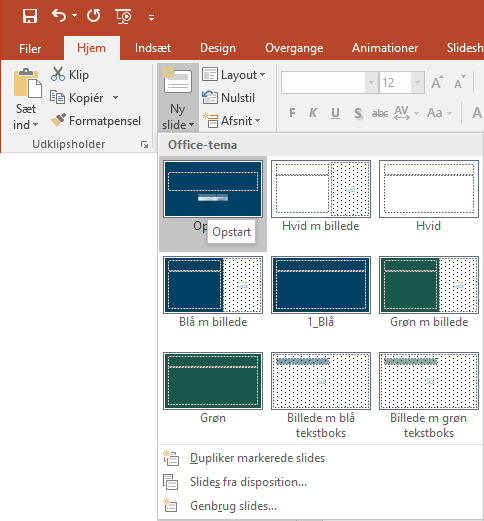 Filer Hjem Indsæt Design Overgange Animationer Slidesh
Sæt ind
Klip
Kopiér
Formatpensel
Udklipsholder
Ny slide
Layout
Nulstil
Afsnit
12 A A
F K U S abc AV Aa A
Office-tema
Op
Opstart
Hvid m billede
Hvid
Blå m billede
1_Blå
Grøn m billede
Grøn
Billede m blå
tekstboks
Billede m grøn
tekstboks
Dupliker markerede slides
Slides fra disposition...
Genbrug slides...